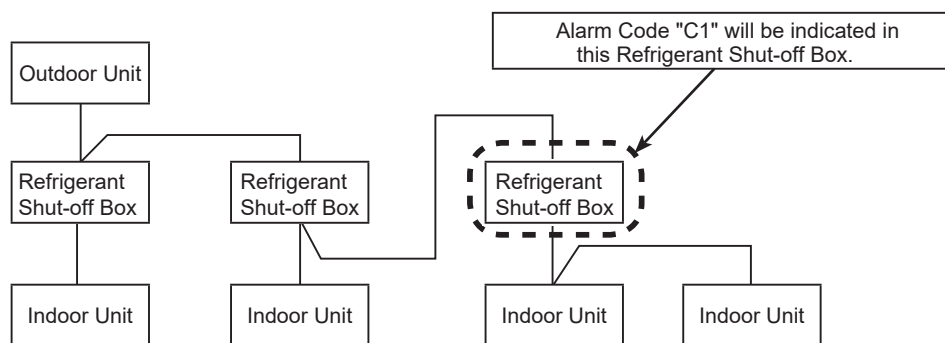 Alarm Code "C1" will be indicated in
this Refrigerant Shut-off Box.
Outdoor Unit
Refrigerant
Shut-off Box
Refrigerant
Shut-off Box
Refrigerant
Shut-off Box
Indoor Unit
Indoor Unit
Indoor Unit
Indoor Unit